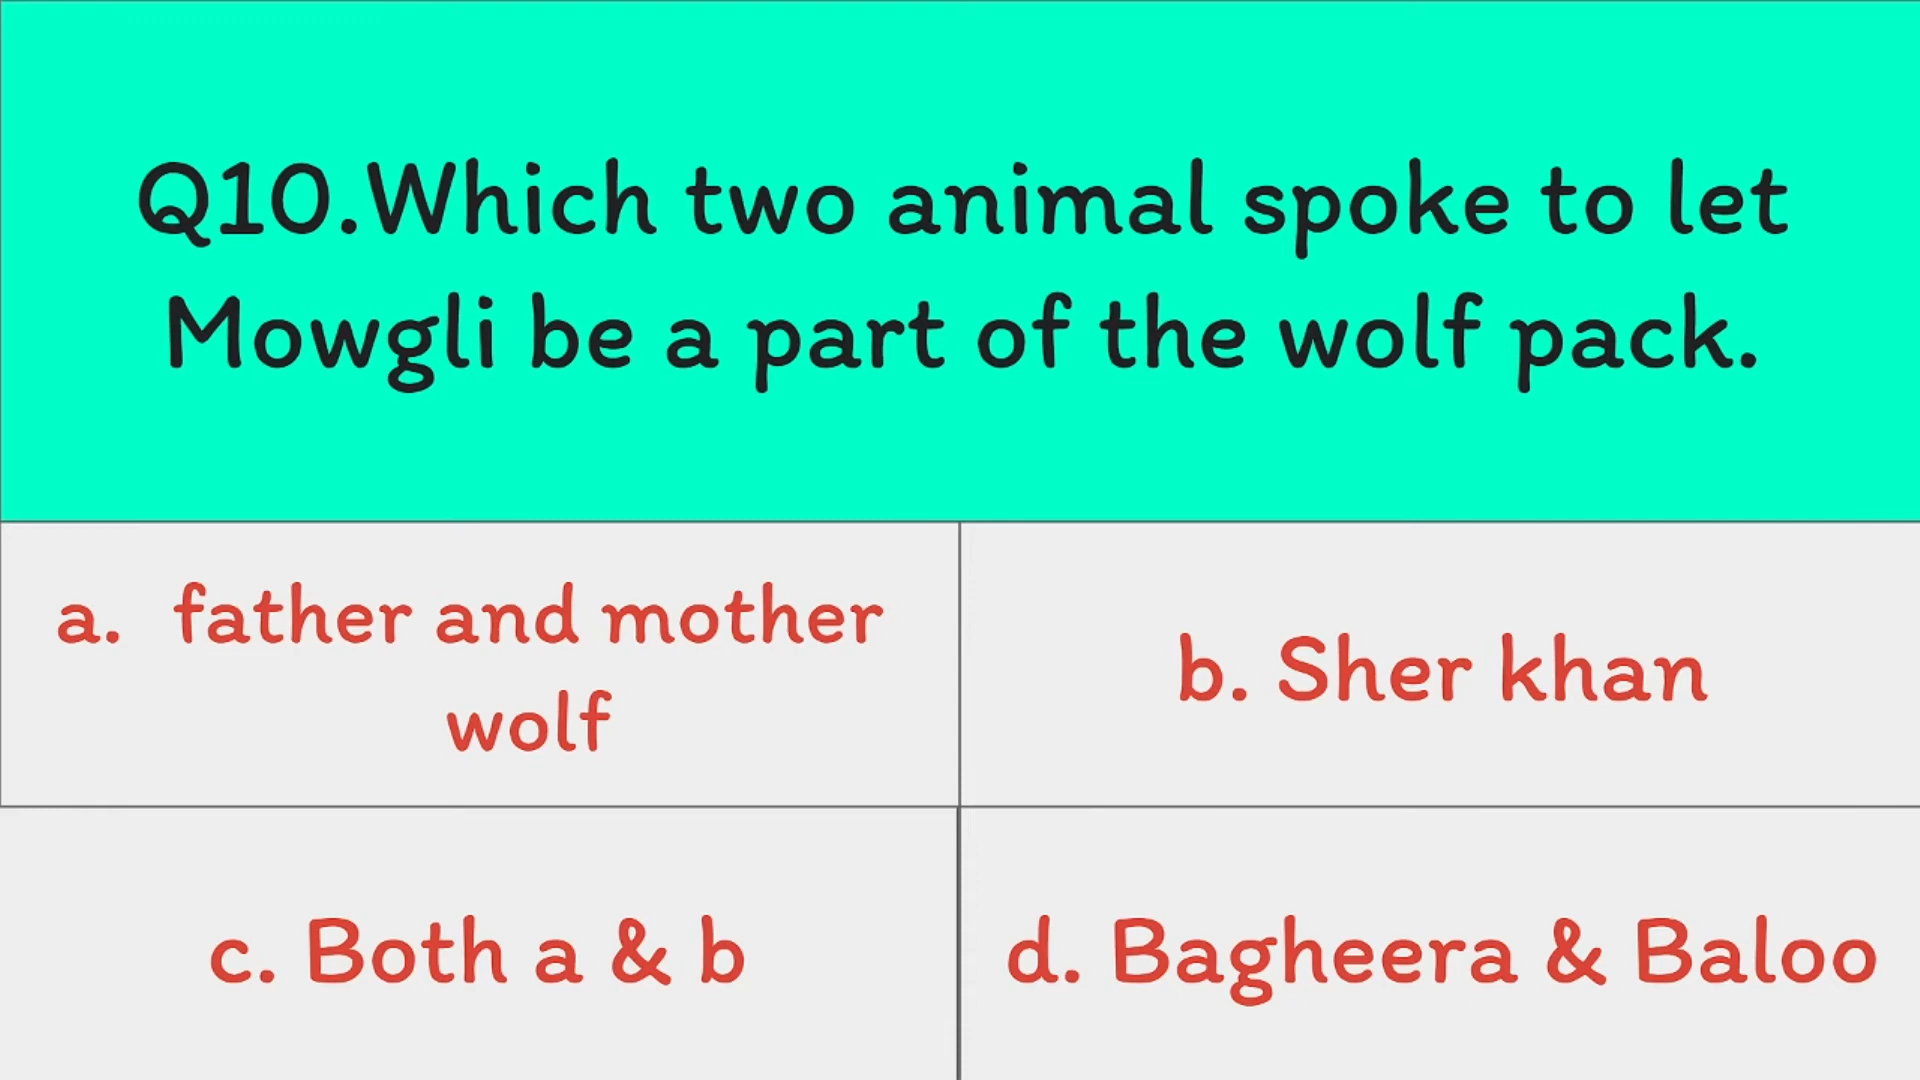 Q10.Which two animal spoke to let
Mowgli be a part of the wolf pack.
a. father and mother
wolf
b. Sher khan
c. Both a & b
d. Bagheera & Baloo